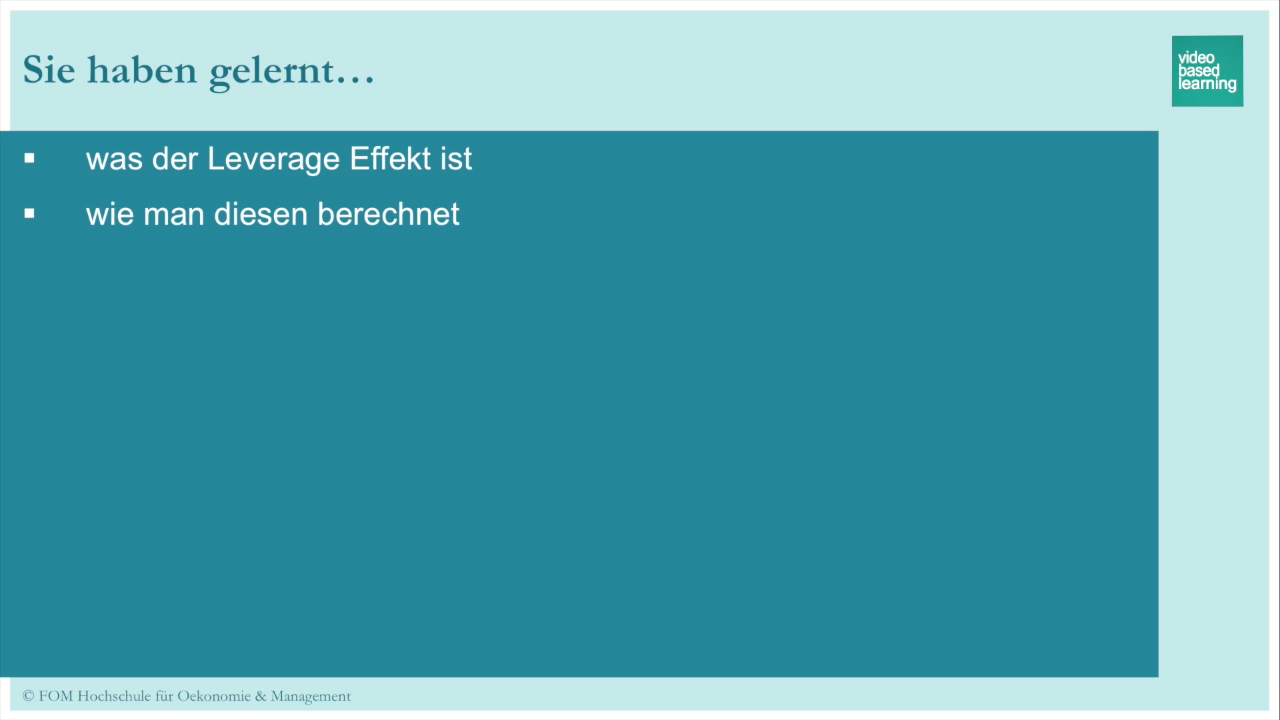 Sie haben gelernt…
video
based
learning
▪ was der Leverage Effekt ist
▪ wie man diesen berechnet
© FOM Hochschule für Oekonomie & Management